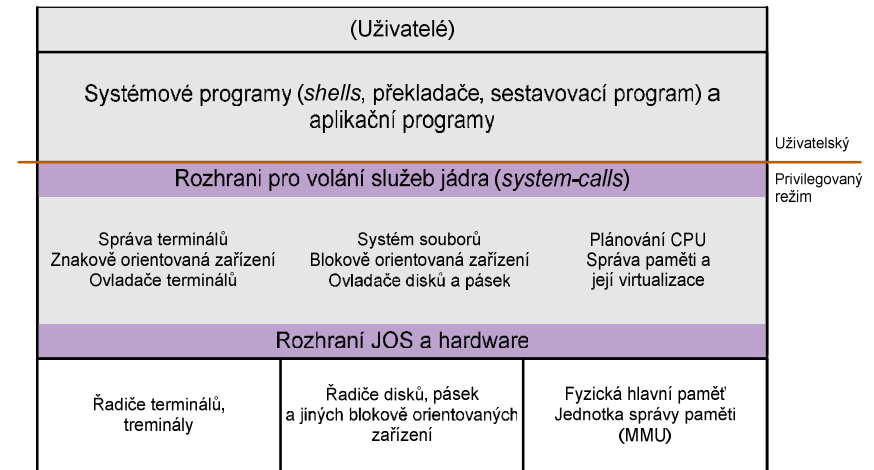 (Uživatelé)
Systémové programy (shells, překladače, sestavovací program) a
aplikační programy
Uživatelský
Rozhrani pro volání služeb jádra (system-calls)
Privilegovaný
režim
Správa terminálů
Znakově orientovaná zařízení
Ovladače terminálů
Systém souborů
Blokově orientovaná zařízení
Ovladače disků a pásek
Plánování CPU
Správa paměti a
její virtualizace
Rozhraní JOS a hardware
Řadiče terminálů,
treminály
Řadiče disků, pásek
a jiných blokově orientovaných
zařízení
Fyzická hlavní paměť
Jednotka správy paměti
(MMU)